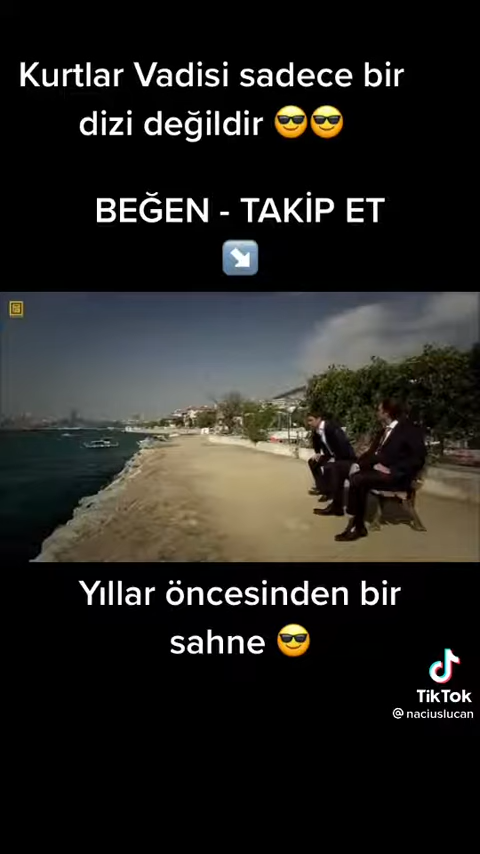 Kurtlar Vadisi sadece bir
dizi değildir 😎😎
BEĞEN - TAKİP ET
↘️
Yıllar öncesinden bir
sahne 😎
TikTok
@naciuslucan